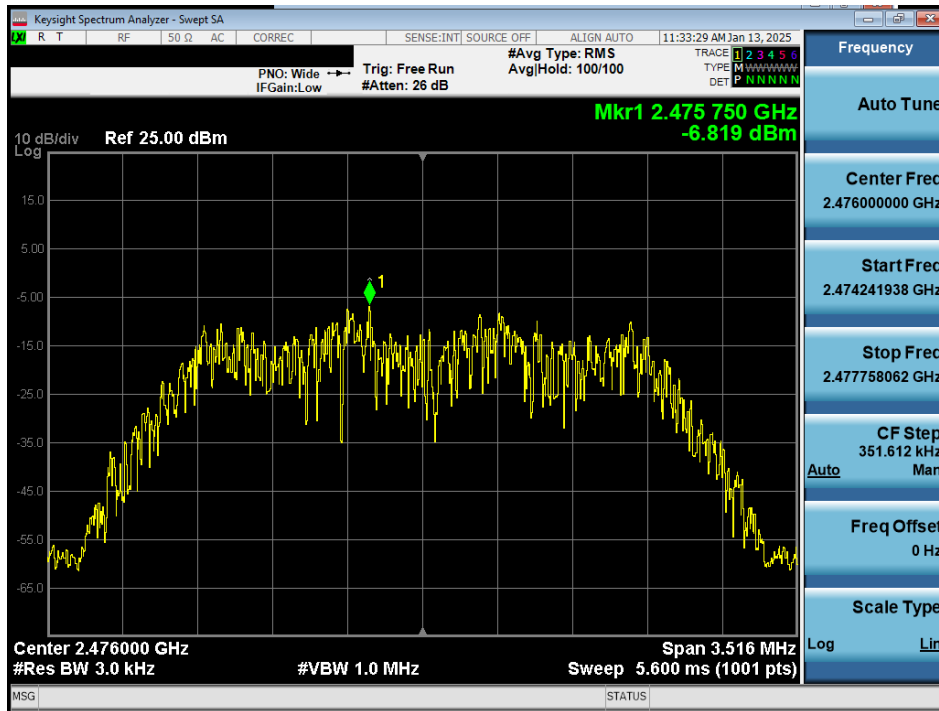 Keysight Spectrum Analyzer - Swept SA
LXI R T RF 50 Ω AC CORREC SENSE:INT SOURCE OFF ALIGN AUTO 11:33:29 AM Jan 13, 2025
#Avg Type: RMS TRACE 1 2 3 4 5 6
PNO: Wide Trig: Free Run Avg|Hold: 100/100 TYPE M W W W W W
IFGain:Low #Atten: 26 dB DET P N N N N N
Mkr1 2.475 750 GHz
10 dB/div Ref 25.00 dBm -6.819 dBm
Log
15.0
5.00
1
-5.00
-15.0
-25.0
-35.0
-45.0
-55.0
-65.0
Center 2.476000 GHz Span 3.516 MHz
#Res BW 3.0 kHz #VBW 1.0 MHz Sweep 5.600 ms (1001 pts)
MSG STATUS
Frequency
Auto Tune
Center Freq
2.476000000 GHz
Start Freq
2.474241938 GHz
Stop Freq
2.477758062 GHz
CF Step
351.612 kHz
Auto Man
Freq Offset
0 Hz
Scale Type
Log Lin